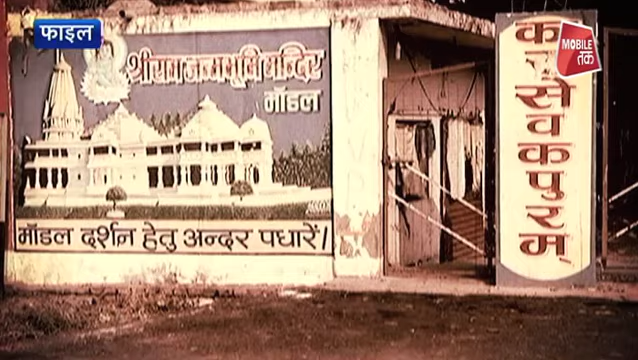 फाइल
MOBILE
तक
श्रीराम जन्मभूमि मन्दिर
मॉडल
मॉडल दर्शन हेतु अन्दर पधारें।
कारसेवकपुरम्